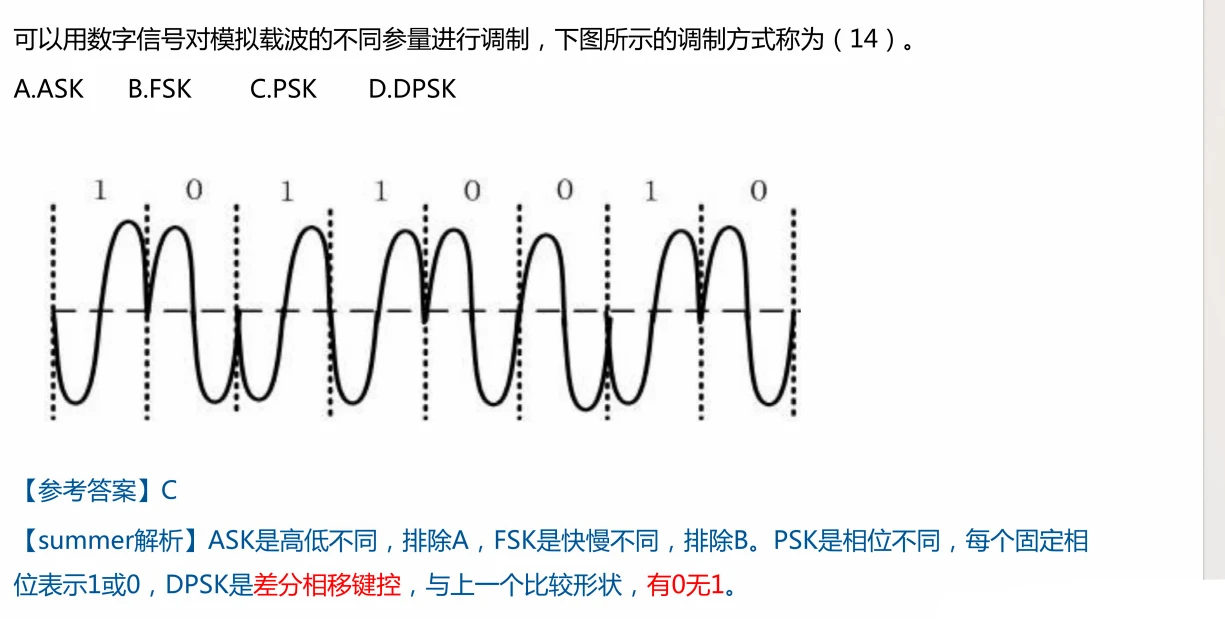 可以用数字信号对模拟载波的不同参量进行调制，下图所示的调制方式称为（14）。
A.ASK B.FSK C.PSK D.DPSK
1 0 1 1 0 0 1 0
【参考答案】C
【summer解析】ASK是高低不同，排除A，FSK是快慢不同，排除B。PSK是相位不同，每个固定相
位表示1或0，DPSK是差分相移键控，与上一个比较形状，有0无1。